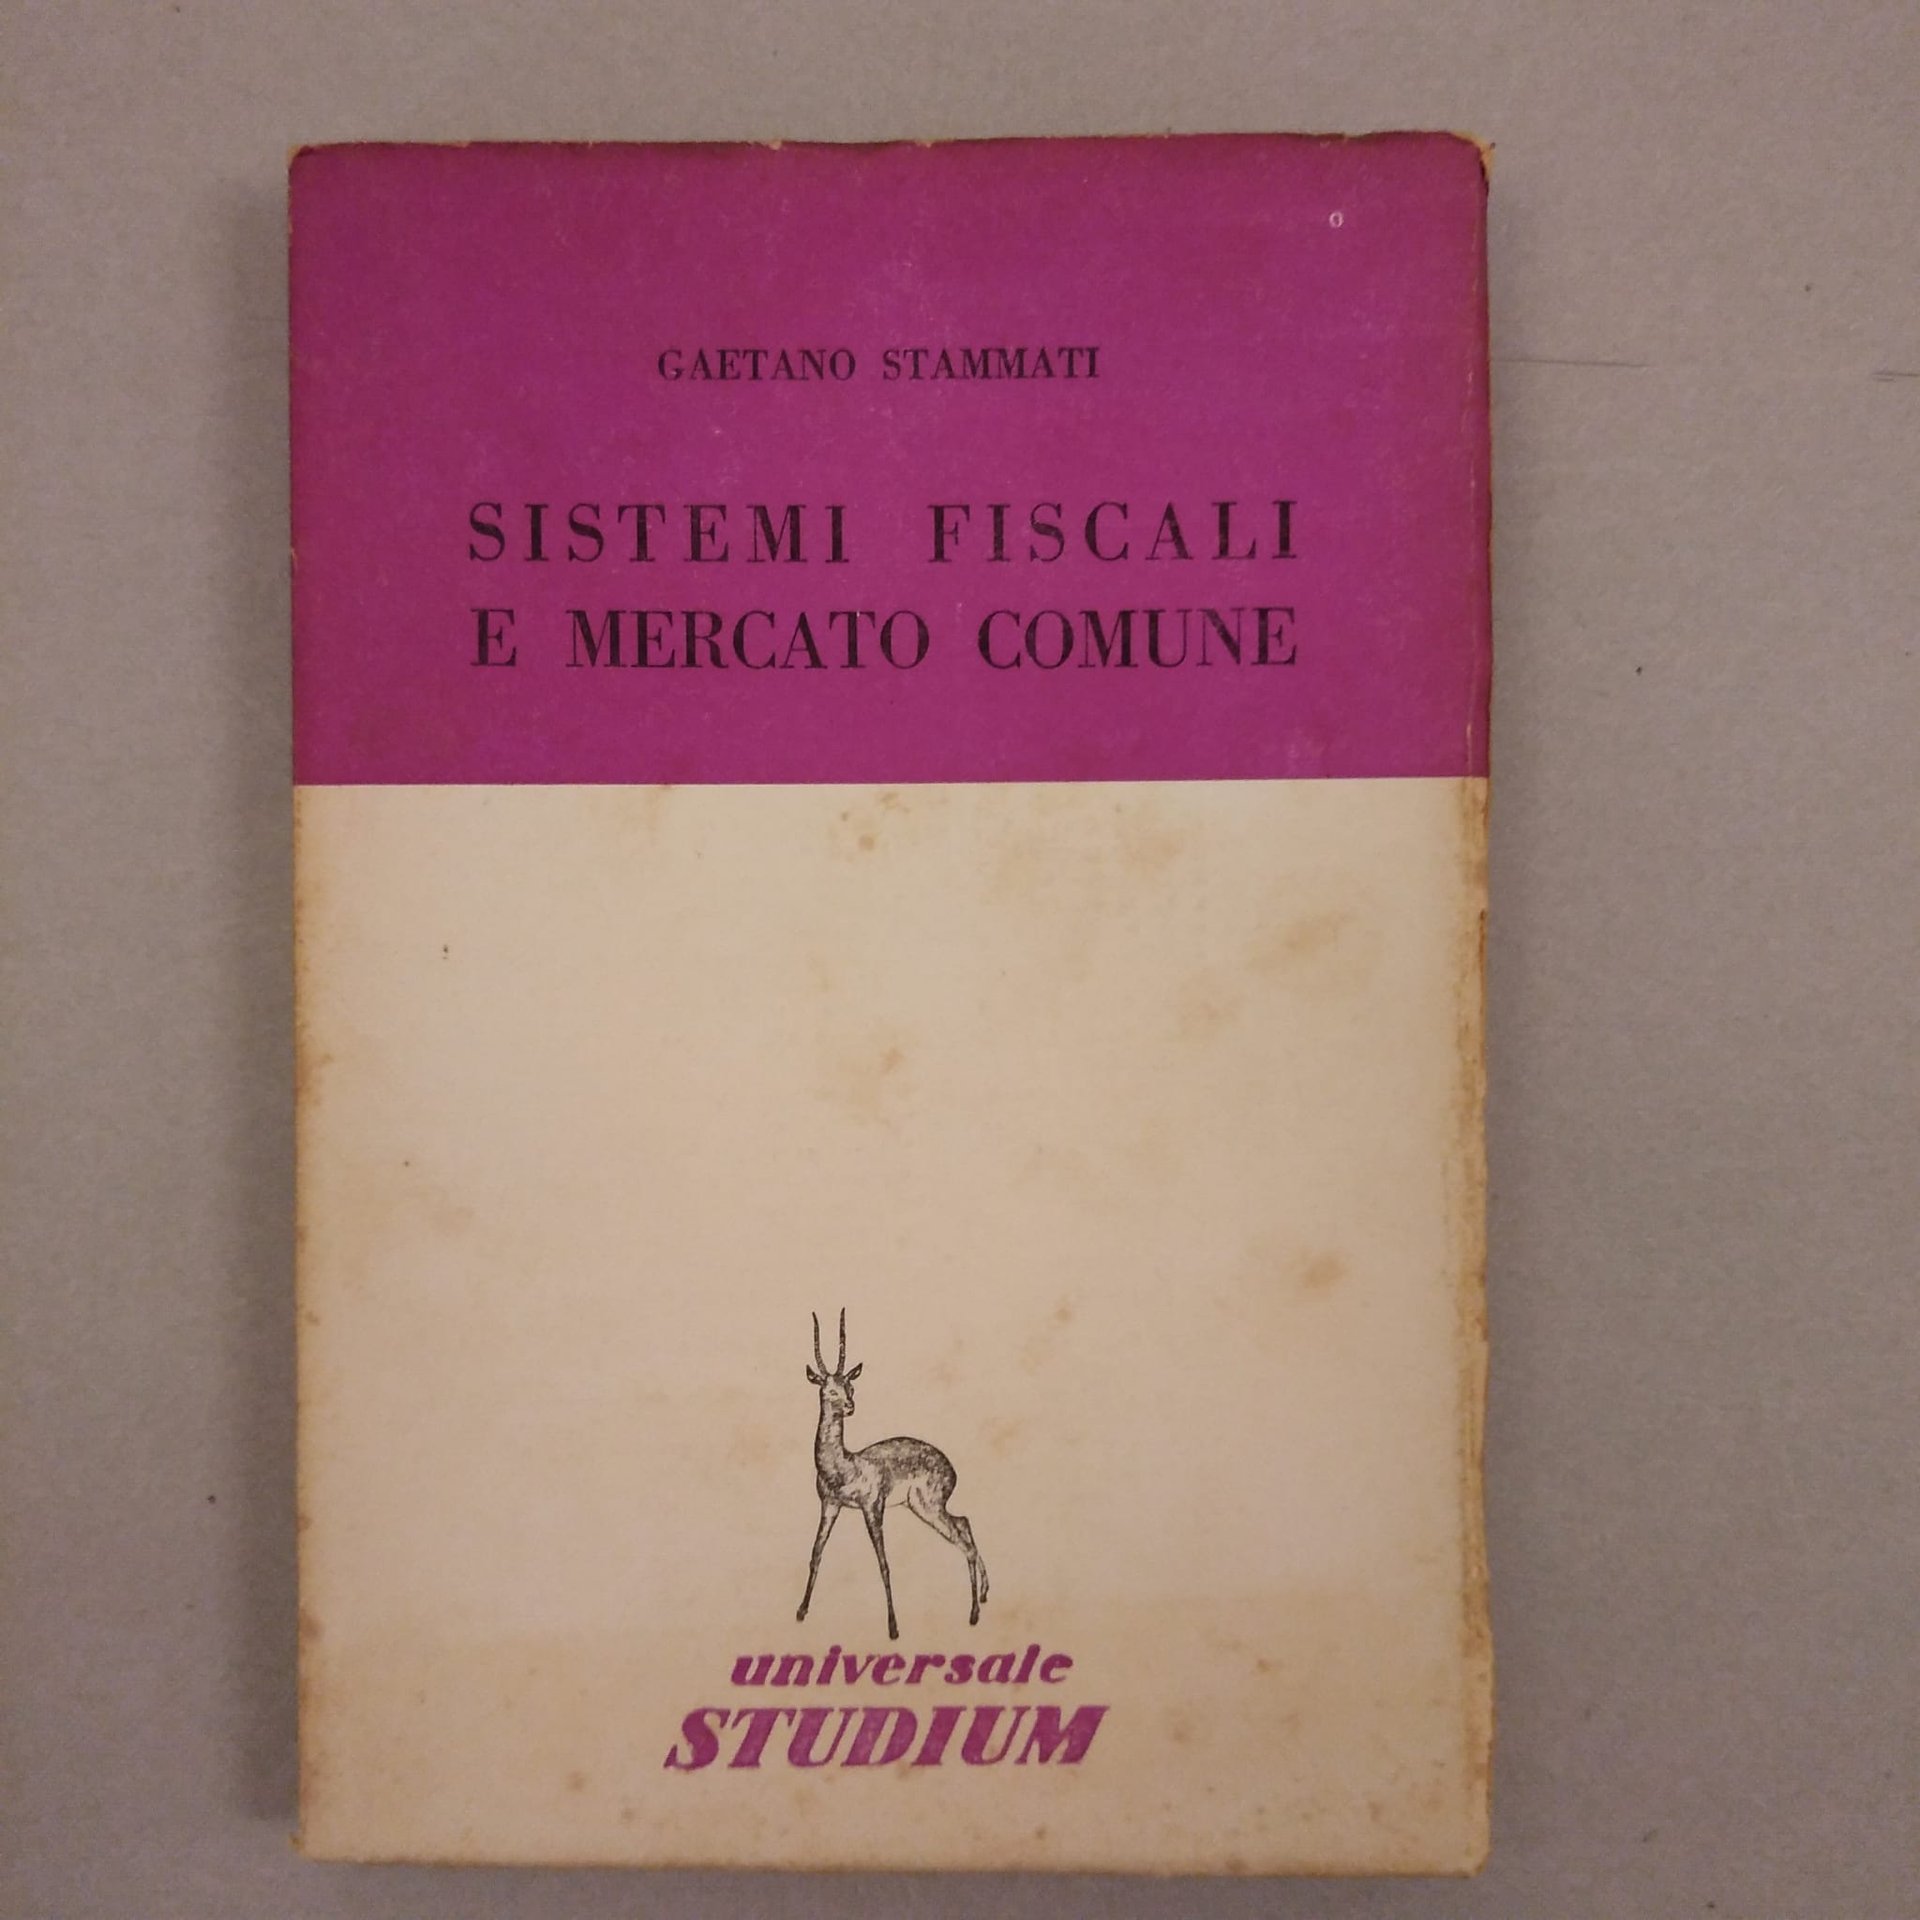 GAETANO STAMMATI
SISTEMI FISCALI
E MERCATO COMUNE
universale
STUDIUM